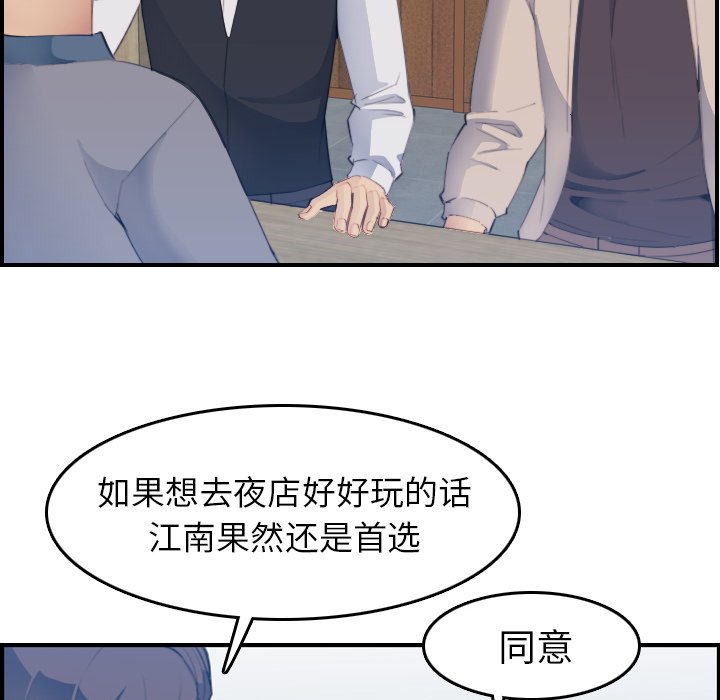 如果想去夜店好好玩的话
江南果然还是首选
同意